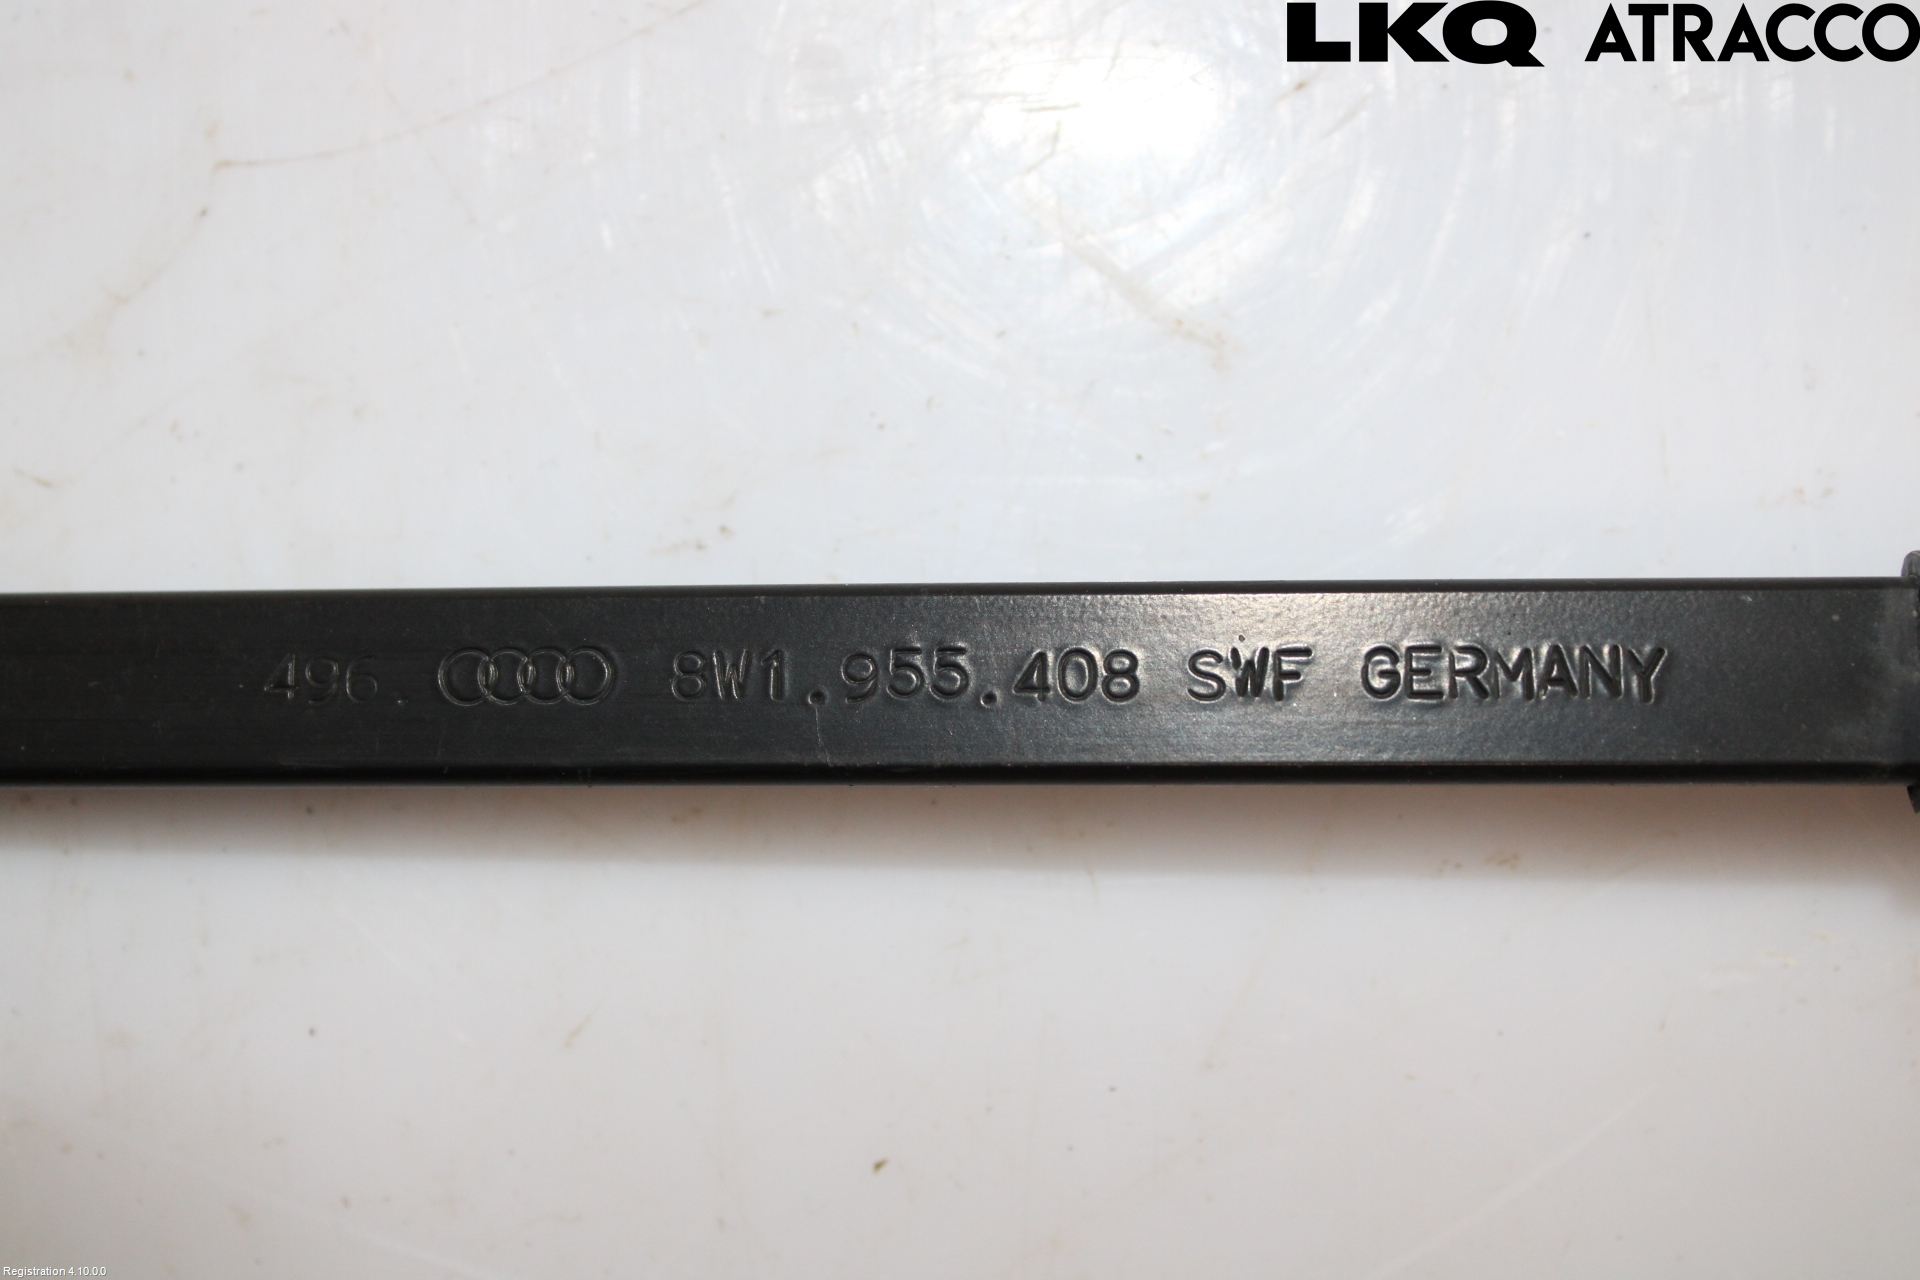 LKQ ATRACCO
496 8W1.955.408 SWF GERMANY
Registration 4.10.0.0